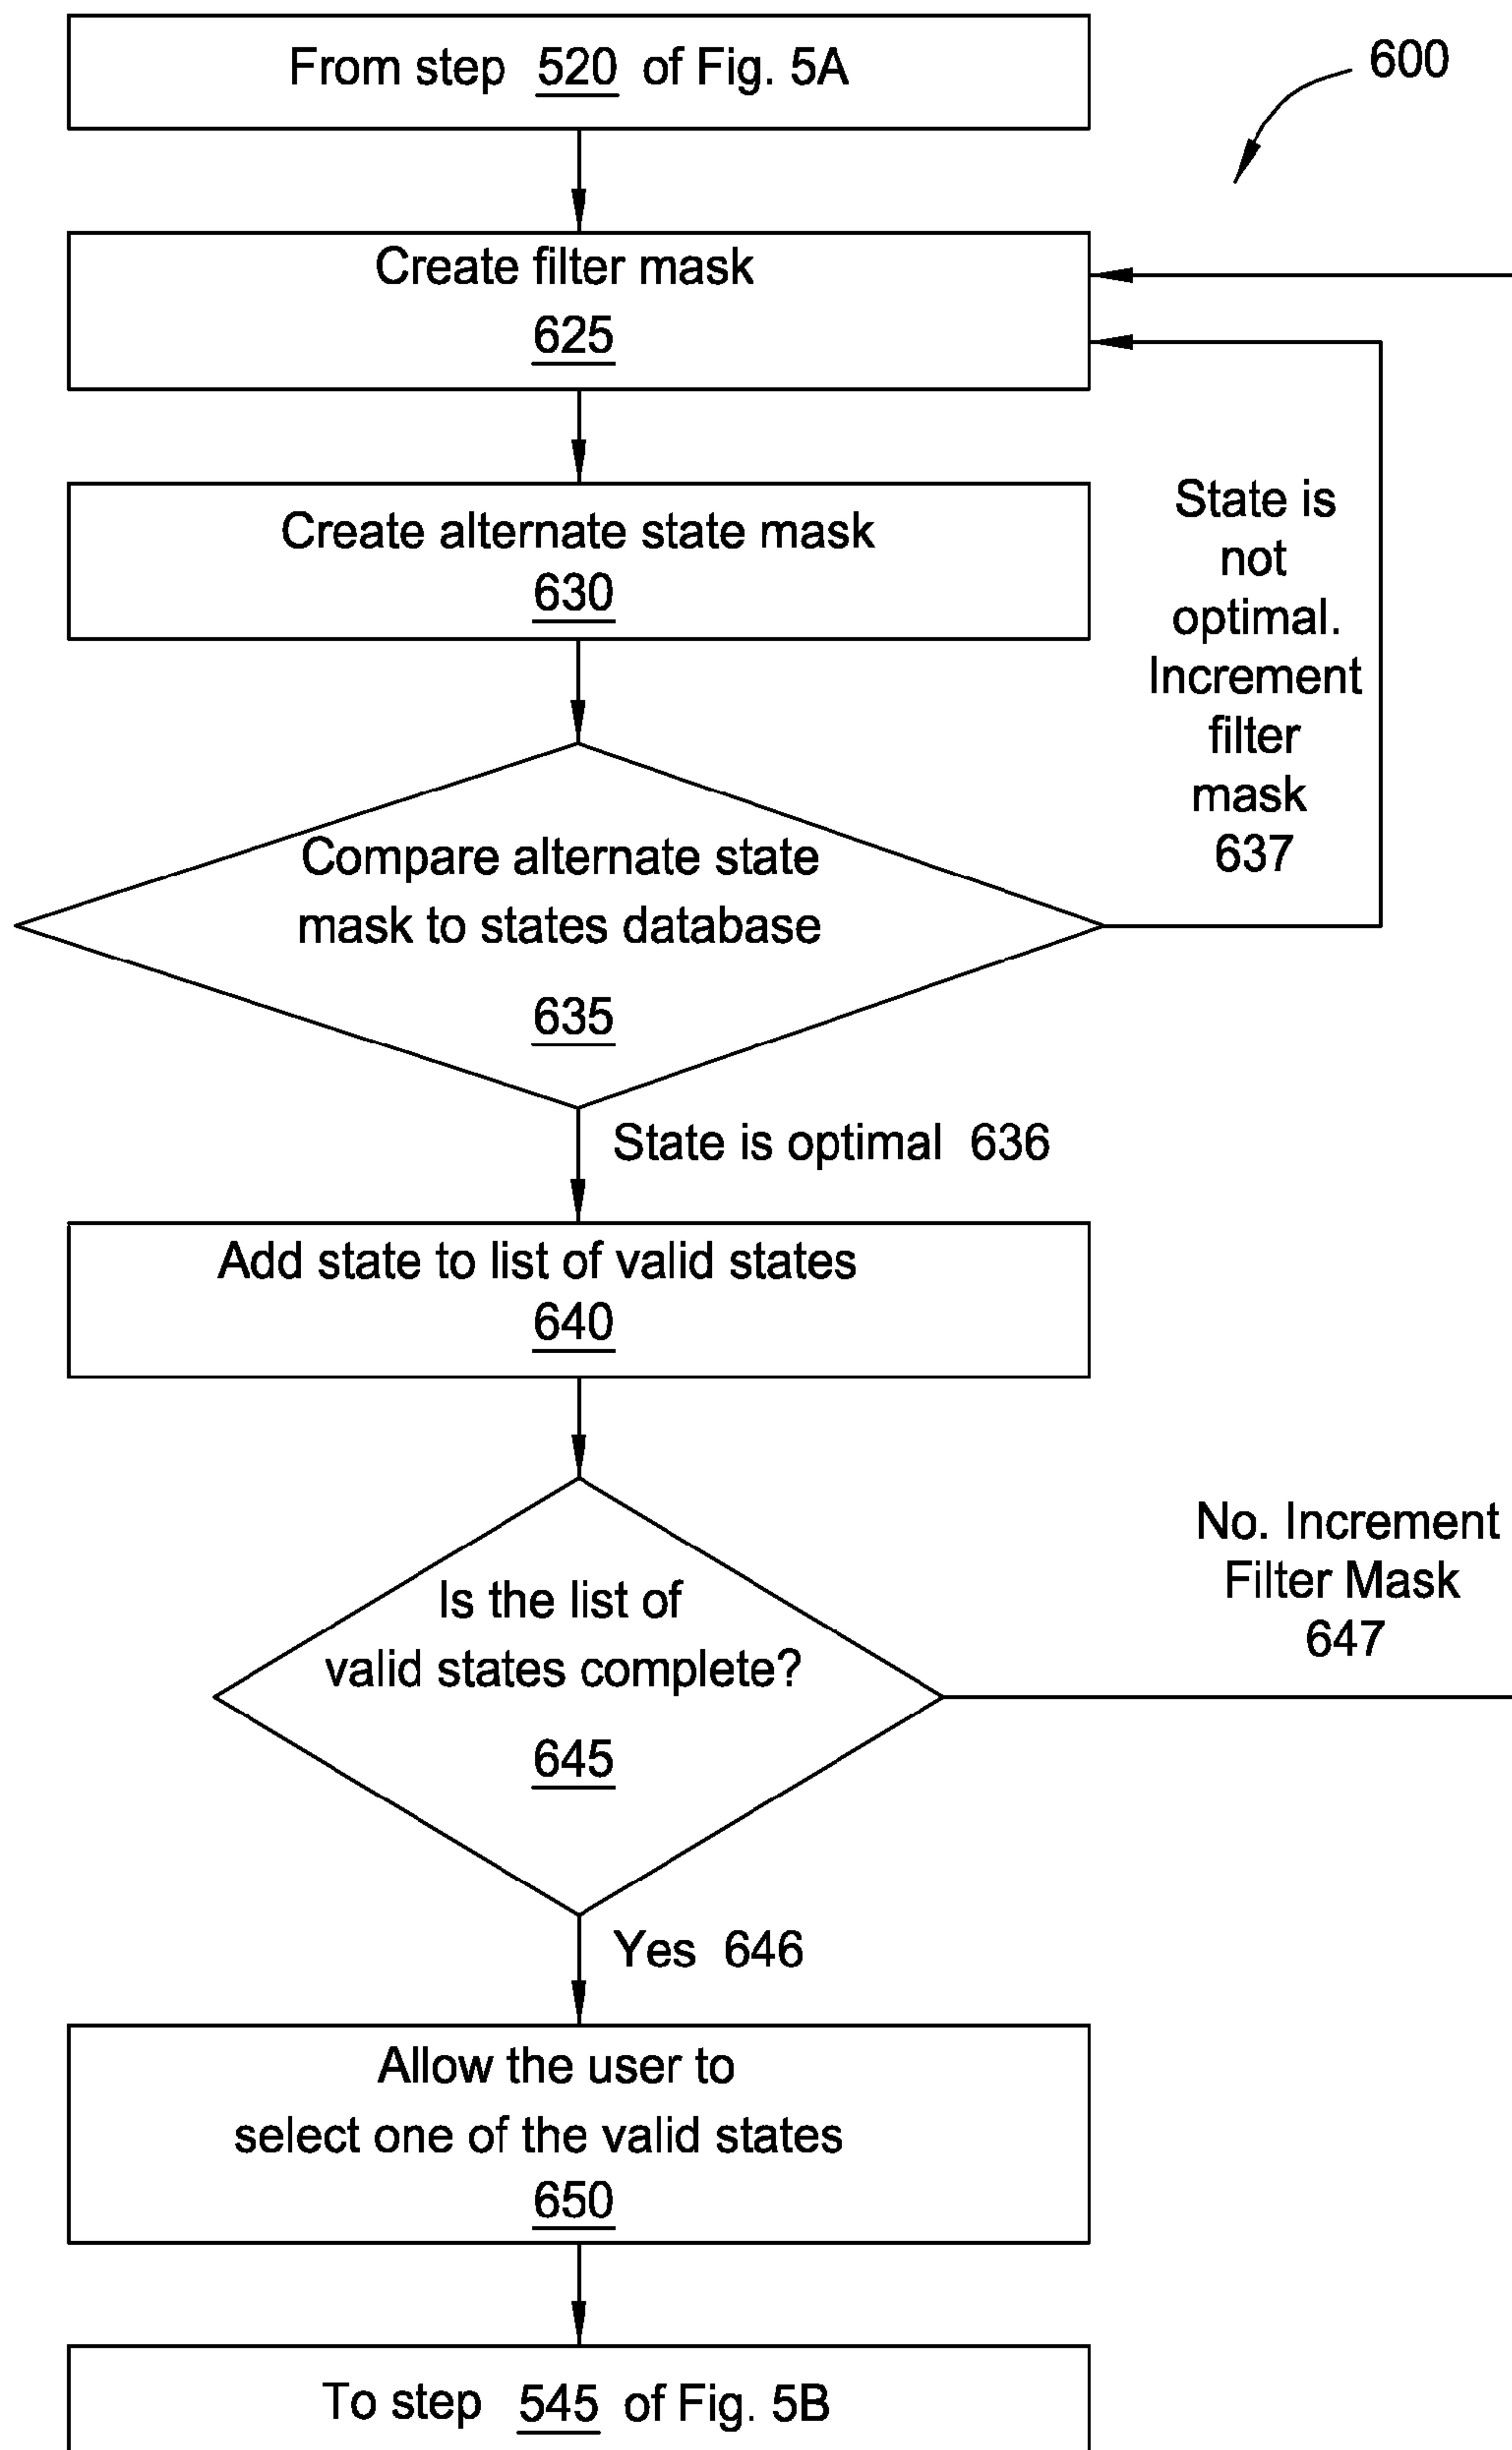 From step 520 of Fig. 5A
600
Create filter mask
625
Create alternate state mask
630
State is
not
optimal.
Increment
filter
mask
637
Compare alternate state
mask to states database
635
State is optimal 636
Add state to list of valid states
640
Is the list of
valid states complete?
645
No. Increment
Filter Mask
647
Yes 646
Allow the user to
select one of the valid states
650
To step 545 of Fig. 5B